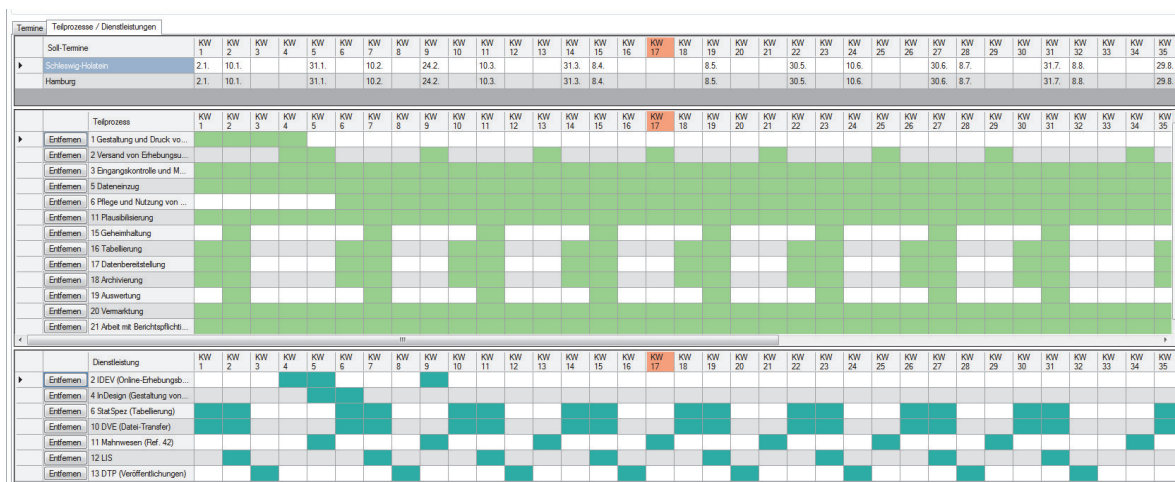 Termine Teilprozesse / Dienstleistungen
Soll-Termine KW 1 KW 2 KW 3 KW 4 KW 5 KW 6 KW 7 KW 8 KW 9 KW 10 KW 11 KW 12 KW 13 KW 14 KW 15 KW 16 KW 17 KW 18 KW 19 KW 20 KW 21 KW 22 KW 23 KW 24 KW 25 KW 26 KW 27 KW 28 KW 29 KW 30 KW 31 KW 32 KW 33 KW 34 KW 35
Schleswig-Holstein 2.1. 10.1. 31.1. 10.2. 24.2. 10.3. 31.3. 8.4. 8.5. 30.5. 10.6. 30.6. 8.7. 31.7. 8.8. 29.8.
Hamburg 2.1. 10.1. 31.1. 10.2. 24.2. 10.3. 31.3. 8.4. 8.5. 30.5. 10.6. 30.6. 8.7. 31.7. 8.8. 29.8.
Teilprozess KW 1 KW 2 KW 3 KW 4 KW 5 KW 6 KW 7 KW 8 KW 9 KW 10 KW 11 KW 12 KW 13 KW 14 KW 15 KW 16 KW 17 KW 18 KW 19 KW 20 KW 21 KW 22 KW 23 KW 24 KW 25 KW 26 KW 27 KW 28 KW 29 KW 30 KW 31 KW 32 KW 33 KW 34 KW 35
Entfernen 1 Gestaltung und Druck vo...
Entfernen 2 Versand von Erhebungsu...
Entfernen 3 Eingangskontrolle und M...
Entfernen 5 Dateneinzug
Entfernen 6 Pflege und Nutzung von ...
Entfernen 11 Plausibilisierung
Entfernen 15 Geheimhaltung
Entfernen 16 Tabellierung
Entfernen 17 Datenbereitstellung
Entfernen 18 Archivierung
Entfernen 19 Auswertung
Entfernen 20 Vermarktung
Entfernen 21 Arbeit mit Berichtspflichti...
Dienstleistung KW 1 KW 2 KW 3 KW 4 KW 5 KW 6 KW 7 KW 8 KW 9 KW 10 KW 11 KW 12 KW 13 KW 14 KW 15 KW 16 KW 17 KW 18 KW 19 KW 20 KW 21 KW 22 KW 23 KW 24 KW 25 KW 26 KW 27 KW 28 KW 29 KW 30 KW 31 KW 32 KW 33 KW 34 KW 35
Entfernen 2 IDEV (Online-Erhebungsb...
Entfernen 4 InDesign (Gestaltung von...
Entfernen 6 StatSpez (Tabellierung)
Entfernen 10 DVE (Datei-Transfer)
Entfernen 11 Mahnwesen (Ref. 42)
Entfernen 12 LIS
Entfernen 13 DTP (Veröffentlichungen)